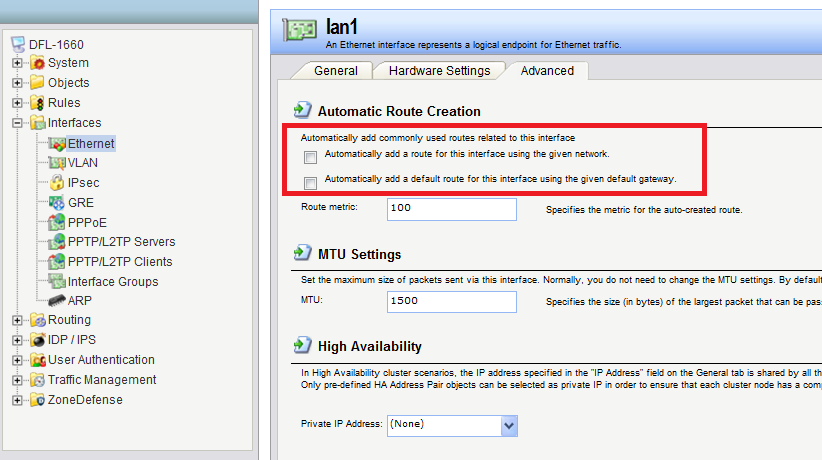 DFL-1660
System
Objects
Rules
Interfaces
Ethernet
VLAN
IPsec
GRE
PPPoE
PPTP/L2TP Servers
PPTP/L2TP Clients
Interface Groups
ARP
Routing
IDP / IPS
User Authentication
Traffic Management
ZoneDefense
lan1
An Ethernet interface represents a logical endpoint for Ethernet traffic.
General Hardware Settings Advanced
Automatic Route Creation
Automatically add commonly used routes related to this interface
Automatically add a route for this interface using the given network.
Automatically add a default route for this interface using the given default gateway.
Route metric: 100 Specifies the metric for the auto-created route.
MTU Settings
Set the maximum size of packets sent via this interface. Normally, you do not need to change the MTU settings. By default
MTU: 1500 Specifies the size (in bytes) of the largest packet that can be pas
High Availability
In High Availability cluster scenarios, the IP address specified in the "IP Address" field on the General tab is shared by all th
Only pre-defined HA Address Pair objects can be selected as private IP in order to ensure that each cluster node has a comp
Private IP Address: (None)